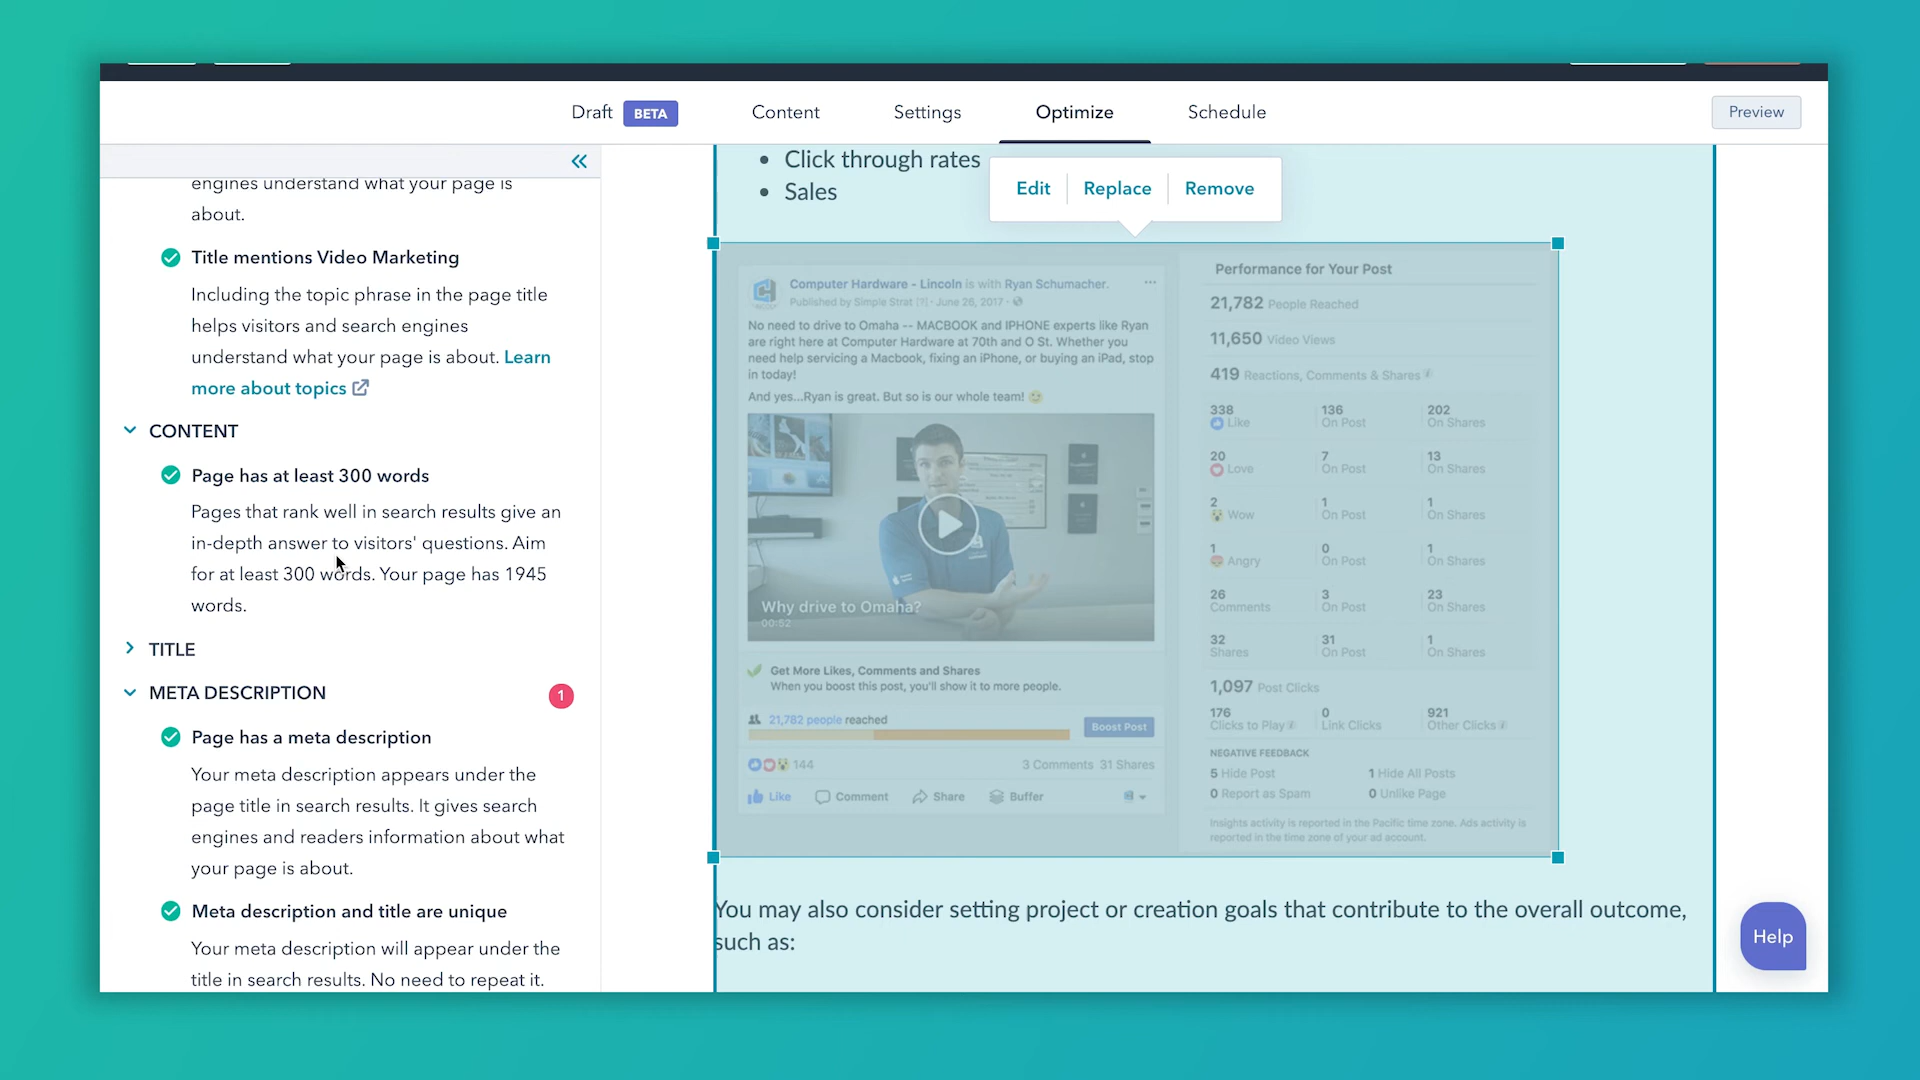 Draft BETA Content Settings Optimize Schedule Preview
engines understand what your page is
about.
Title mentions Video Marketing
Including the topic phrase in the page title
helps visitors and search engines
understand what your page is about. Learn
more about topics
CONTENT
Page has at least 300 words
Pages that rank well in search results give an
in-depth answer to visitors' questions. Aim
for at least 300 words. Your page has 1945
words.
TITLE
META DESCRIPTION 1
Page has a meta description
Your meta description appears under the
page title in search results. It gives search
engines and readers information about what
your page is about.
Meta description and title are unique
Your meta description will appear under the
title in search results. No need to repeat it.
Click through rates
Sales
Edit Replace Remove
Computer Hardware - Lincoln is with Ryan Schumacher.
Published by Simple Strat [?] · June 26, 2017 ·
No need to drive to Omaha -- MACBOOK and IPHONE experts like Ryan
are right here at Computer Hardware at 70th and O St. Whether you
need help servicing a Macbook, fixing an iPhone, or buying an iPad, stop
in today!
And yes...Ryan is great. But so is our whole team!
Why drive to Omaha?
00:52
Get More Likes, Comments and Shares
When you boost this post, you'll show it to more people.
21,782 people reached
Boost Post
144 3 Comments 31 Shares
Like Comment Share Buffer
Performance for Your Post
21,782 People Reached
11,650 Video Views
419 Reactions, Comments & Shares
338 136 202
Like On Post On Shares
20 7 13
Love On Post On Shares
2 1 1
Wow On Post On Shares
1 0 1
Angry On Post On Shares
26 3 23
Comments On Post On Shares
32 31 1
Shares On Post On Shares
1,097 Post Clicks
176 0 921
Clicks to Play Link Clicks Other Clicks
NEGATIVE FEEDBACK
5 Hide Post 1 Hide All Posts
0 Report as Spam 0 Unlike Page
Insights activity is reported in the Pacific time zone. Ads activity is
reported in the time zone of your ad account.
You may also consider setting project or creation goals that contribute to the overall outcome,
such as:
Help